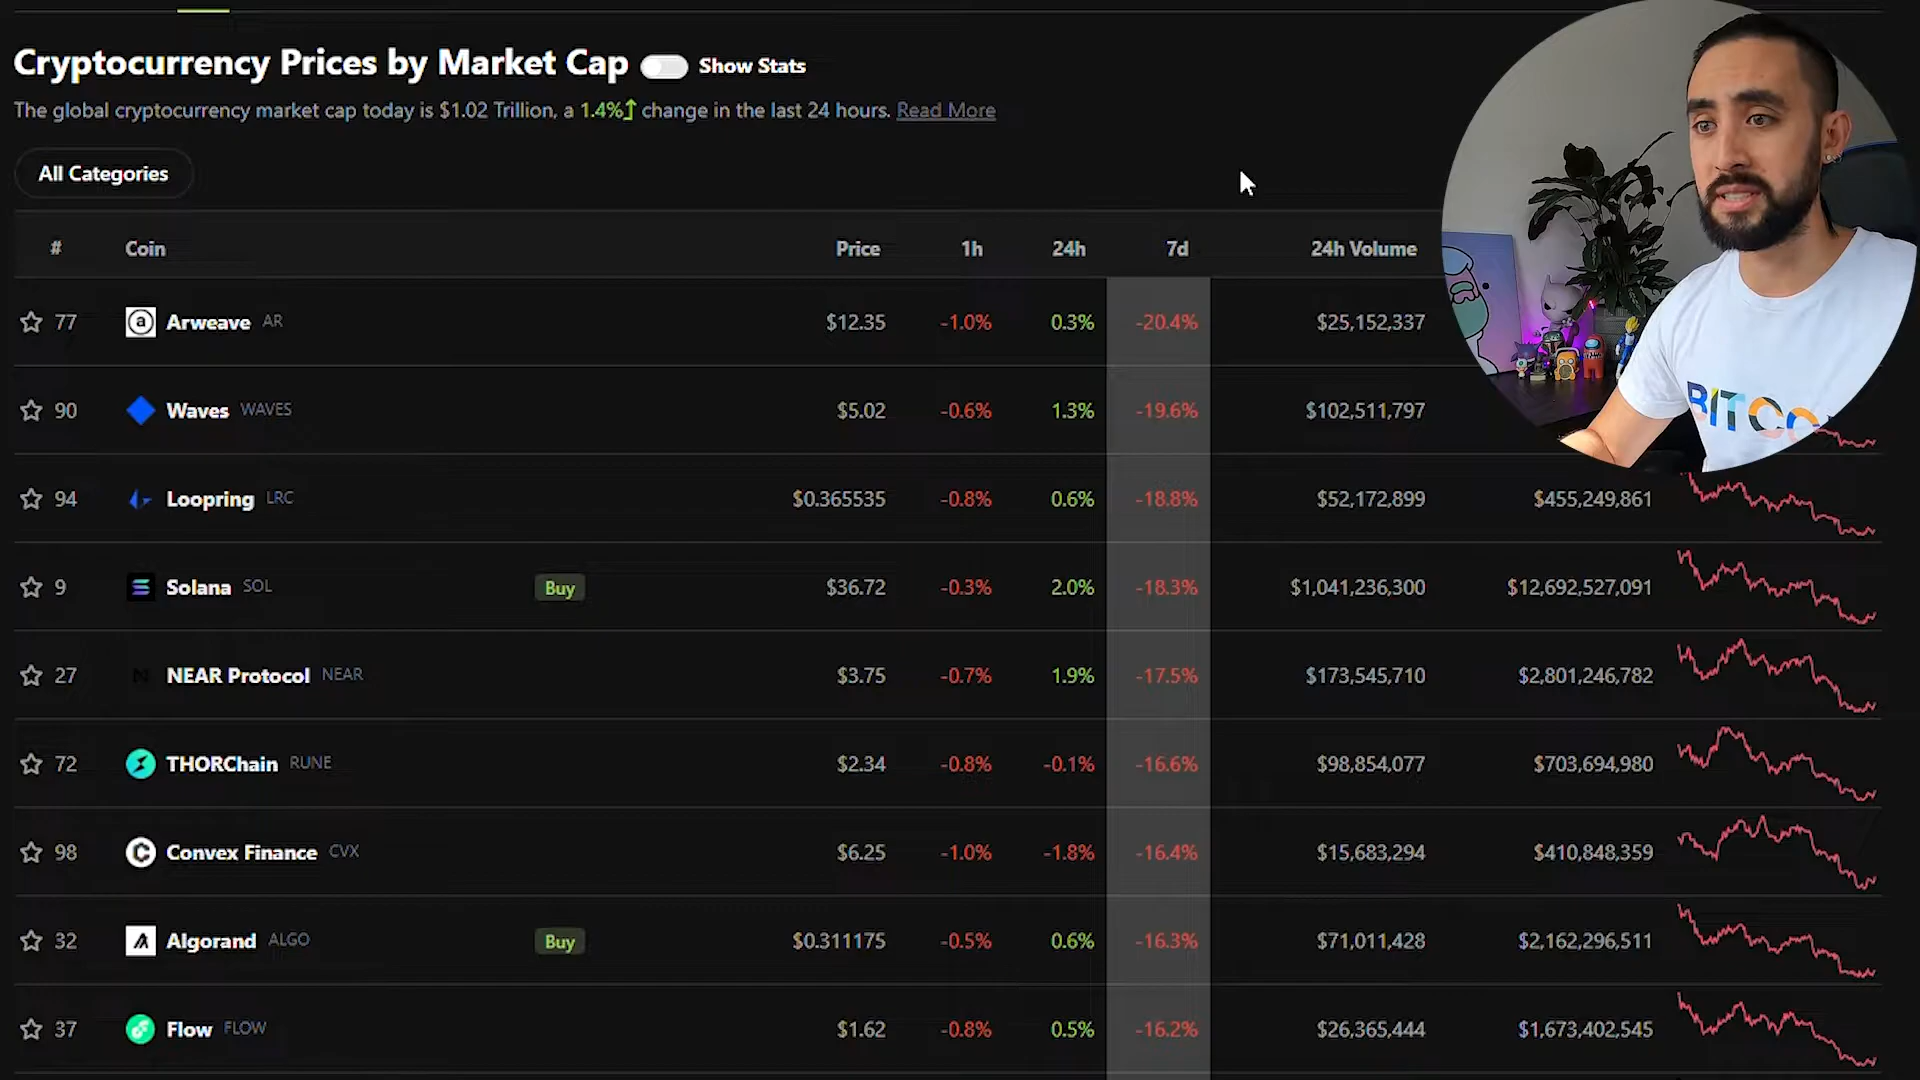 Cryptocurrency Prices by Market Cap Show Stats
The global cryptocurrency market cap today is $1.02 Trillion, a 1.4% change in the last 24 hours. Read More
All Categories
# Coin Price 1h 24h 7d 24h Volume
77 Arweave AR $12.35 -1.0% 0.3% -20.4% $25,152,337
90 Waves WAVES $5.02 -0.6% 1.3% -19.6% $102,511,797
BITCO
94 Loopring LRC $0.365535 -0.8% 0.6% -18.8% $52,172,899 $455,249,861
9 Solana SOL Buy $36.72 -0.3% 2.0% -18.3% $1,041,236,300 $12,692,527,091
27 NEAR Protocol NEAR $3.75 -0.7% 1.9% -17.5% $173,545,710 $2,801,246,782
72 THORChain RUNE $2.34 -0.8% -0.1% -16.6% $98,854,077 $703,694,980
98 Convex Finance CVX $6.25 -1.0% -1.8% -16.4% $15,683,294 $410,848,359
32 Algorand ALGO Buy $0.311175 -0.5% 0.6% -16.3% $71,011,428 $2,162,296,511
37 Flow FLOW $1.62 -0.8% 0.5% -16.2% $26,365,444 $1,673,402,545